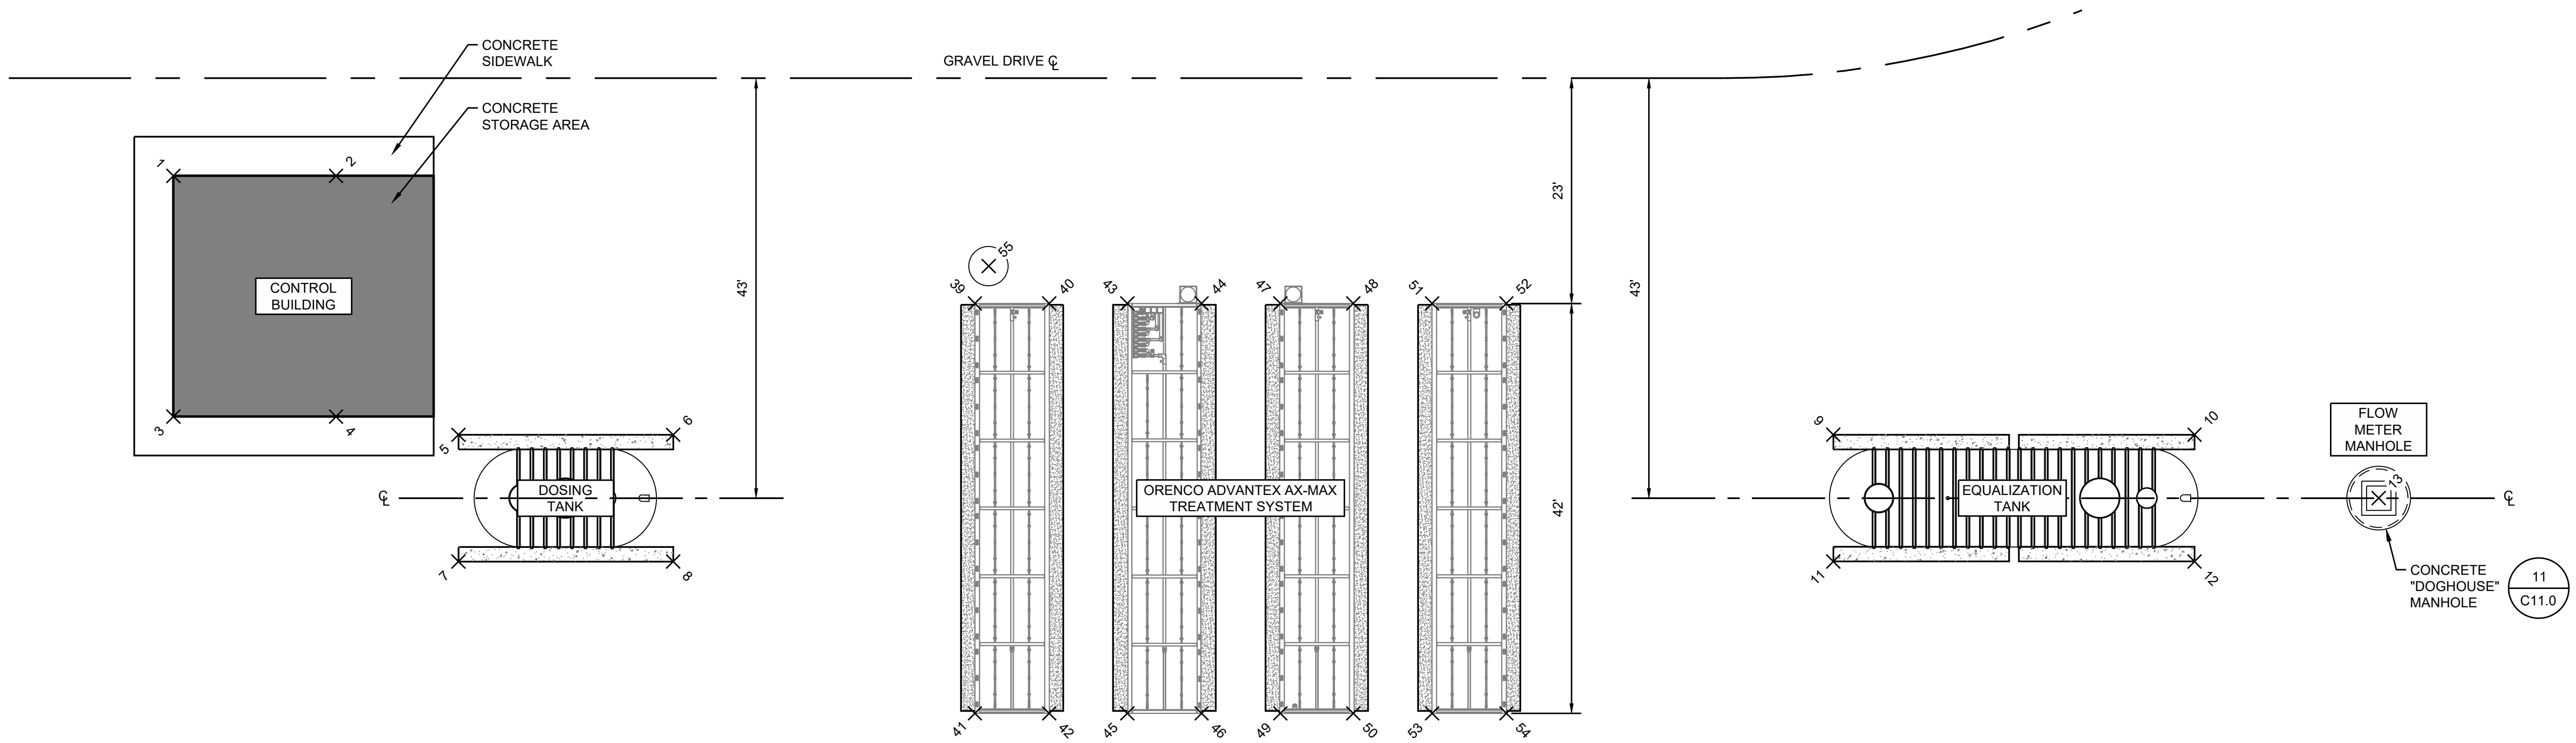 CONCRETE
SIDEWALK
GRAVEL DRIVE ℄
CONCRETE
STORAGE AREA
1
2
CONTROL
BUILDING
3
4
43'
23'
43'
42'
55
39
40
43
44
47
48
51
52
5
6
℄
DOSING
TANK
7
8
ORENCO ADVANTEX AX-MAX
TREATMENT SYSTEM
41
42
45
46
49
50
53
54
9
10
EQUALIZATION
TANK
11
12
FLOW
METER
MANHOLE
13
℄
CONCRETE
"DOGHOUSE"
MANHOLE
11
C11.0